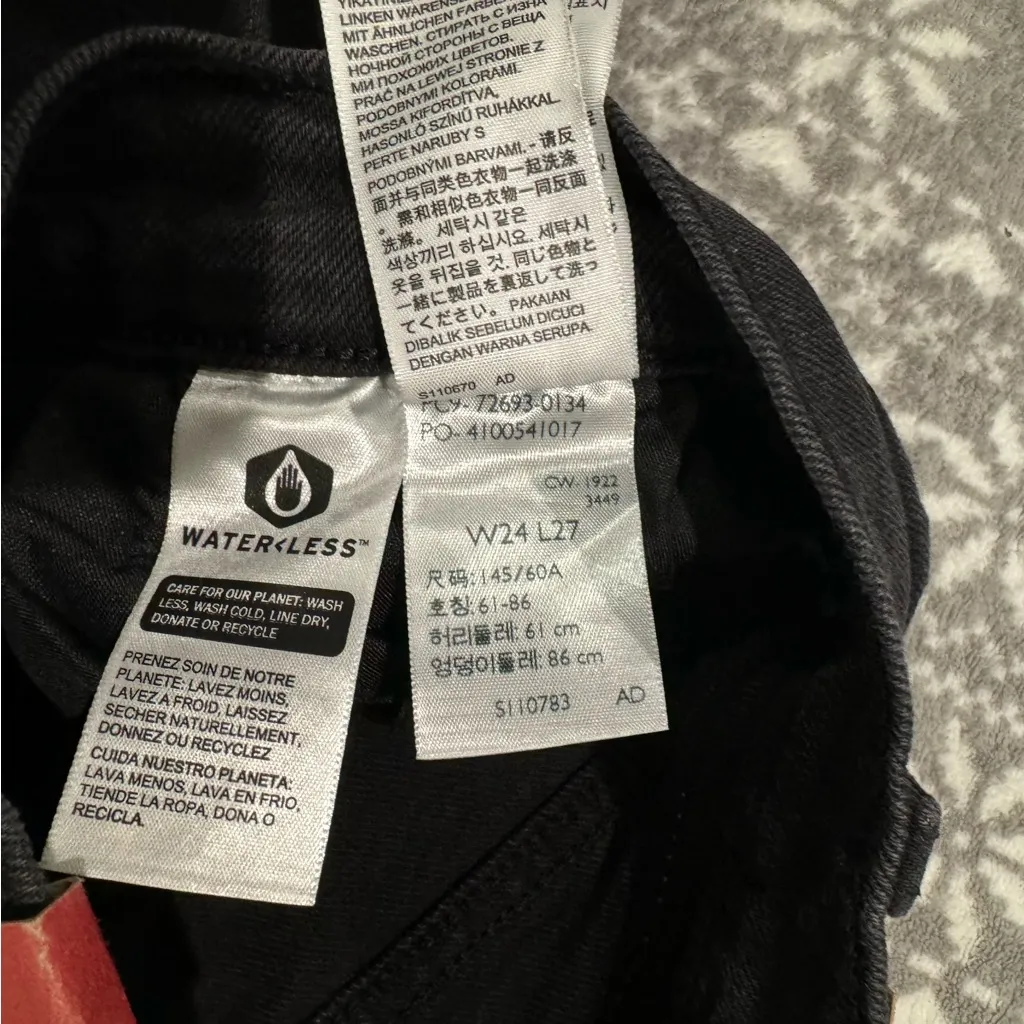 LINKEN WARENSE
MIT ÄHNLICHEN FARBE
WASCHEN. СТИРАТЬ С ИЗНА
НОЧНОЙ СТОРОНЫ С ВЕЩА
МИ ПОХОЖИХ ЦВЕТОВ.
PRAĆ NA LEWEJ STRONIE Z
PODOBNYMI KOLORAMI.
MOSSA KIFORDÍTVA,
HASONLÓ SZÍNŰ RUHÁKKAL.
PERTE NARUBY S
PODOBNÝMI BARVAMI. - 请反
面并与同类色衣物一起洗涤
。需和相似色衣物一同反面
洗滌。 세탁시 같은
색상끼리 하십시요. 세탁시
옷을 뒤집을 것. 同じ色物と
一緒に製品を裏返して洗っ
てください。 PAKAIAN
DIBALIK SEBELUM DICUCI
DENGAN WARNA SERUPA.
S110670 AD
72693-0134
PO- 4100541017
CW- 1922
3449
W24 L27
尺码:145/60A
호칭 61-86
허리둘레: 61 cm
엉덩이둘레: 86 cm
S110783 AD
WATER<LESS™
CARE FOR OUR PLANET: WASH
LESS, WASH COLD, LINE DRY,
DONATE OR RECYCLE
PRENEZ SOIN DE NOTRE
PLANETE: LAVEZ MOINS,
LAVEZ A FROID, LAISSEZ
SECHER NATURELLEMENT,
DONNEZ OU RECYCLEZ
CUIDA NUESTRO PLANETA:
LAVA MENOS, LAVA EN FRIO,
TIENDE LA ROPA, DONA O
RECICLA.